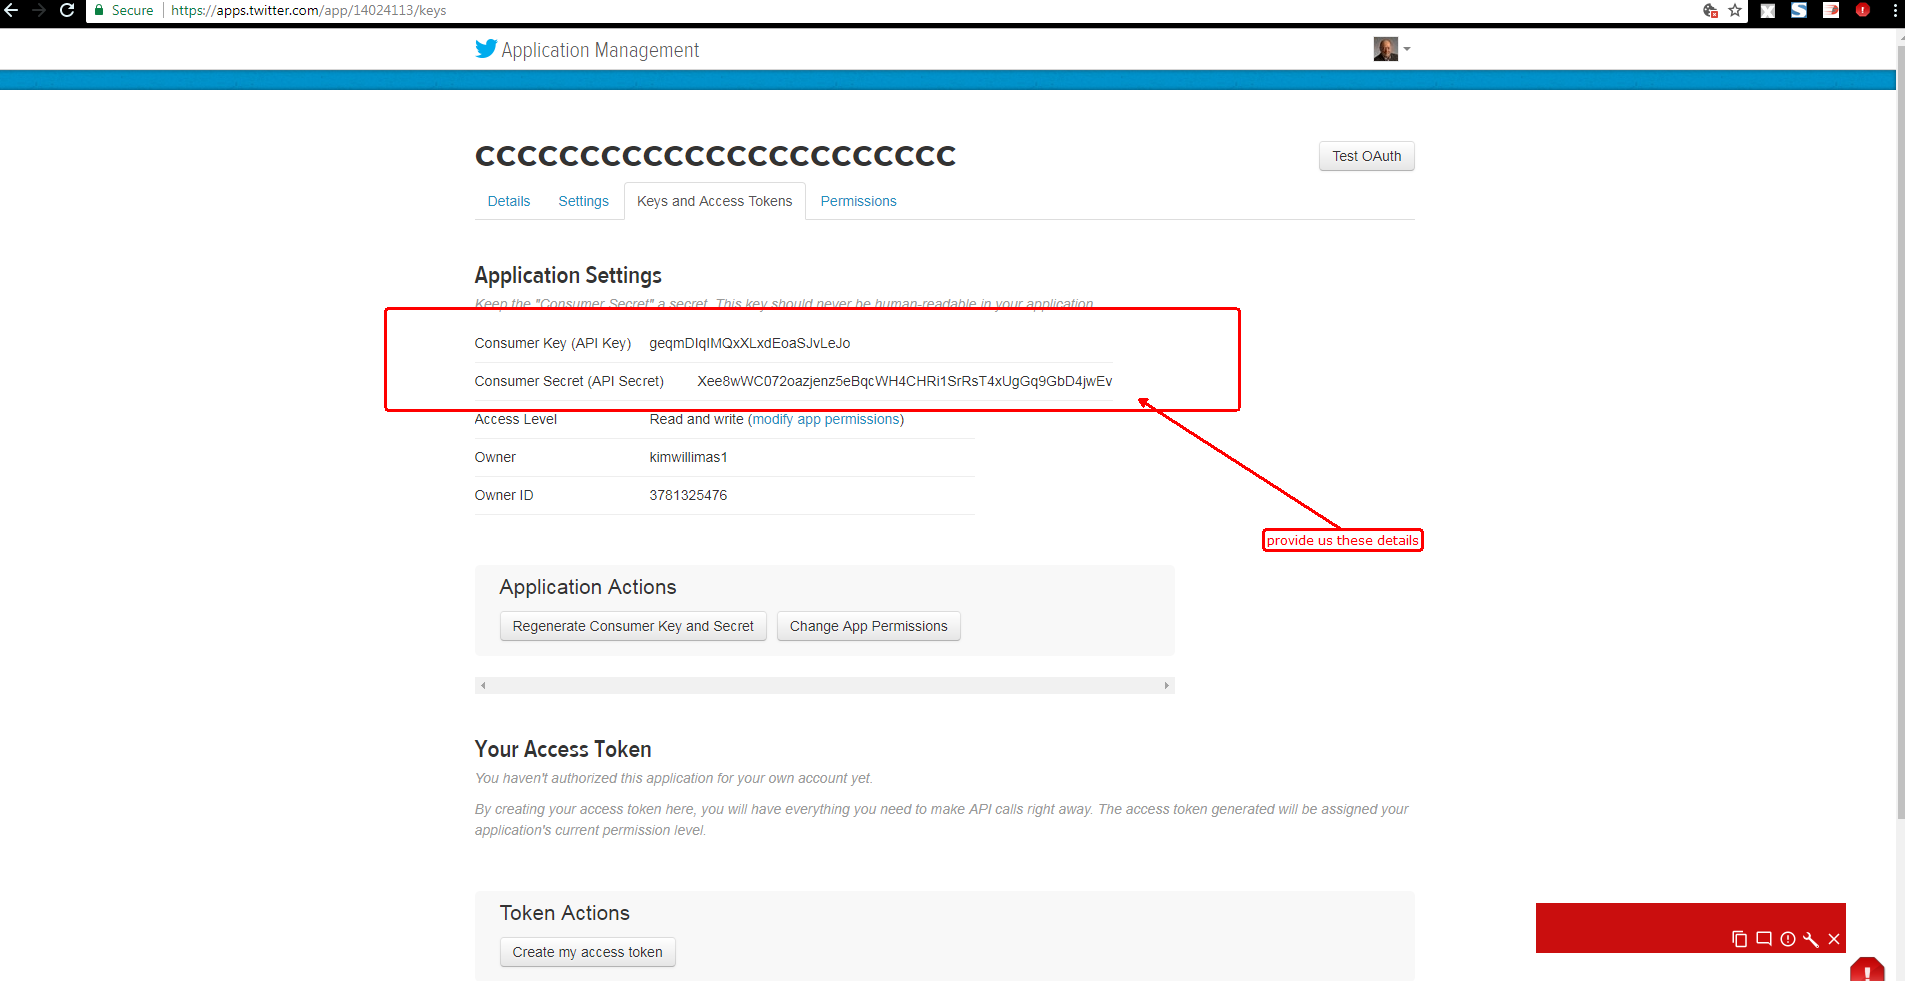 Secure https://apps.twitter.com/app/14024113/keys
Application Management
cccccccccccccccccccccccc
Test OAuth
Details Settings Keys and Access Tokens Permissions
Application Settings
Keep the "Consumer Secret" a secret. This key should never be human-readable in your application.
Consumer Key (API Key) geqmDIqIMQxXLxdEoaSJvLeJo
Consumer Secret (API Secret) Xee8wWC072oazjenz5eBqcWH4CHRi1SrRsT4xUgGq9GbD4jwEv
Access Level Read and write (modify app permissions)
Owner kimwillimas1
Owner ID 3781325476
provide us these details
Application Actions
Regenerate Consumer Key and Secret Change App Permissions
Your Access Token
You haven't authorized this application for your own account yet.
By creating your access token here, you will have everything you need to make API calls right away. The access token generated will be assigned your
application's current permission level.
Token Actions
Create my access token